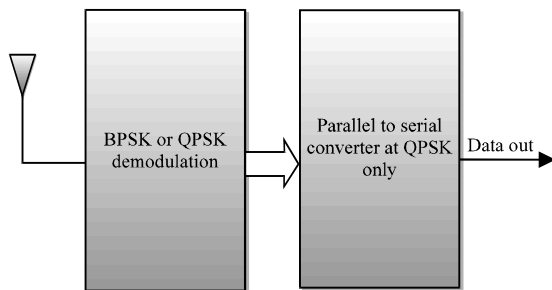 BPSK or QPSK
demodulation
Parallel to serial
converter at QPSK
only
Data out